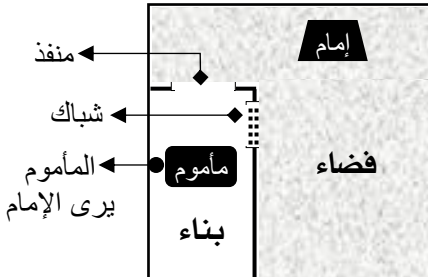 إمام
منفذ
شباك
فضاء
مأموم
المأموم
يرى الإمام
بناء